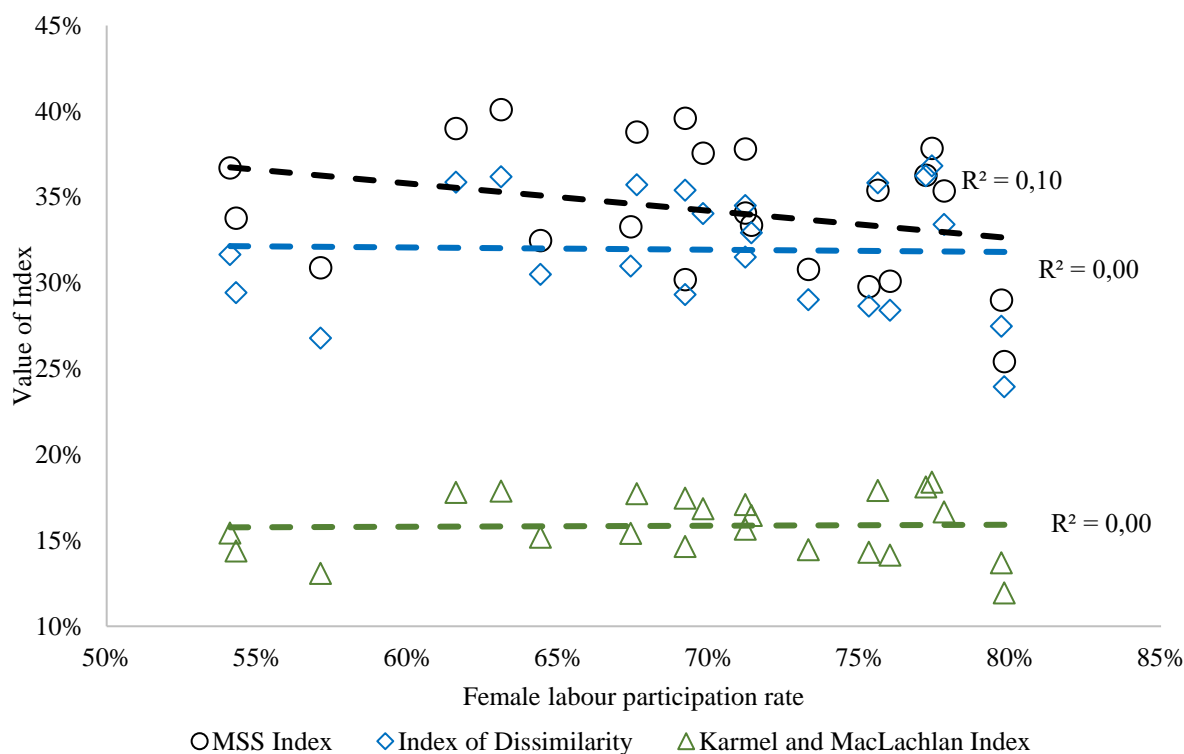 45%
40%
35%
30%
25%
20%
15%
10%
Value of Index
R² = 0,10
R² = 0,00
R² = 0,00
50% 55% 60% 65% 70% 75% 80% 85%
Female labour participation rate
MSS Index Index of Dissimilarity Karmel and MacLachlan Index